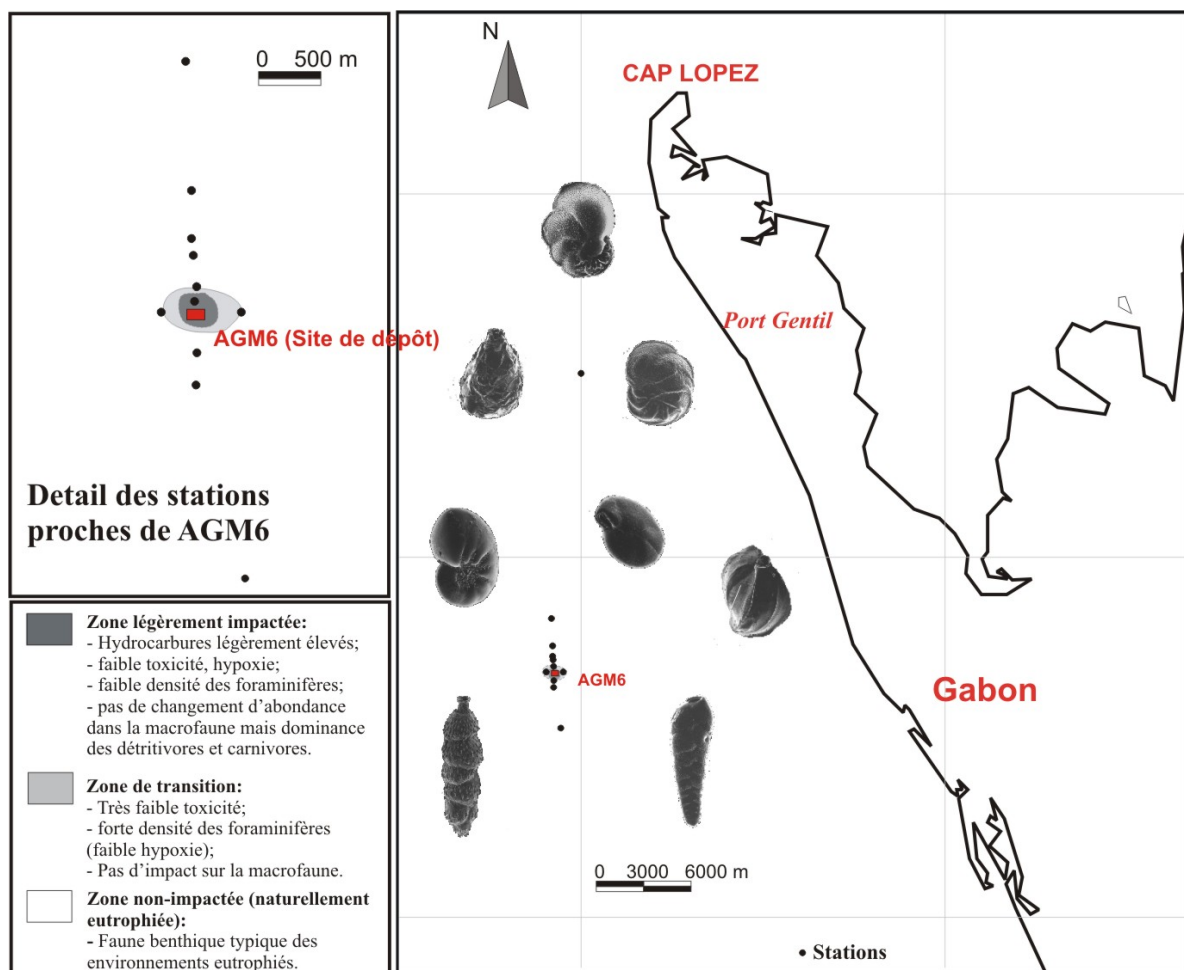 0 500 m
AGM6 (Site de dépôt)
Detail des stations
proches de AGM6
Zone légèrement impactée:
- Hydrocarbures légèrement élevés;
- faible toxicité, hypoxie;
- faible densité des foraminifères;
- pas de changement d'abondance
dans la macrofaune mais dominance
des détritivores et carnivores.
Zone de transition:
- Très faible toxicité;
- forte densité des foraminifères
(faible hypoxie);
- Pas d'impact sur la macrofaune.
Zone non-impactée (naturellement
eutrophiée):
- Faune benthique typique des
environnements eutrophiés.
N
CAP LOPEZ
Port Gentil
AGM6
Gabon
0 3000 6000 m
• Stations